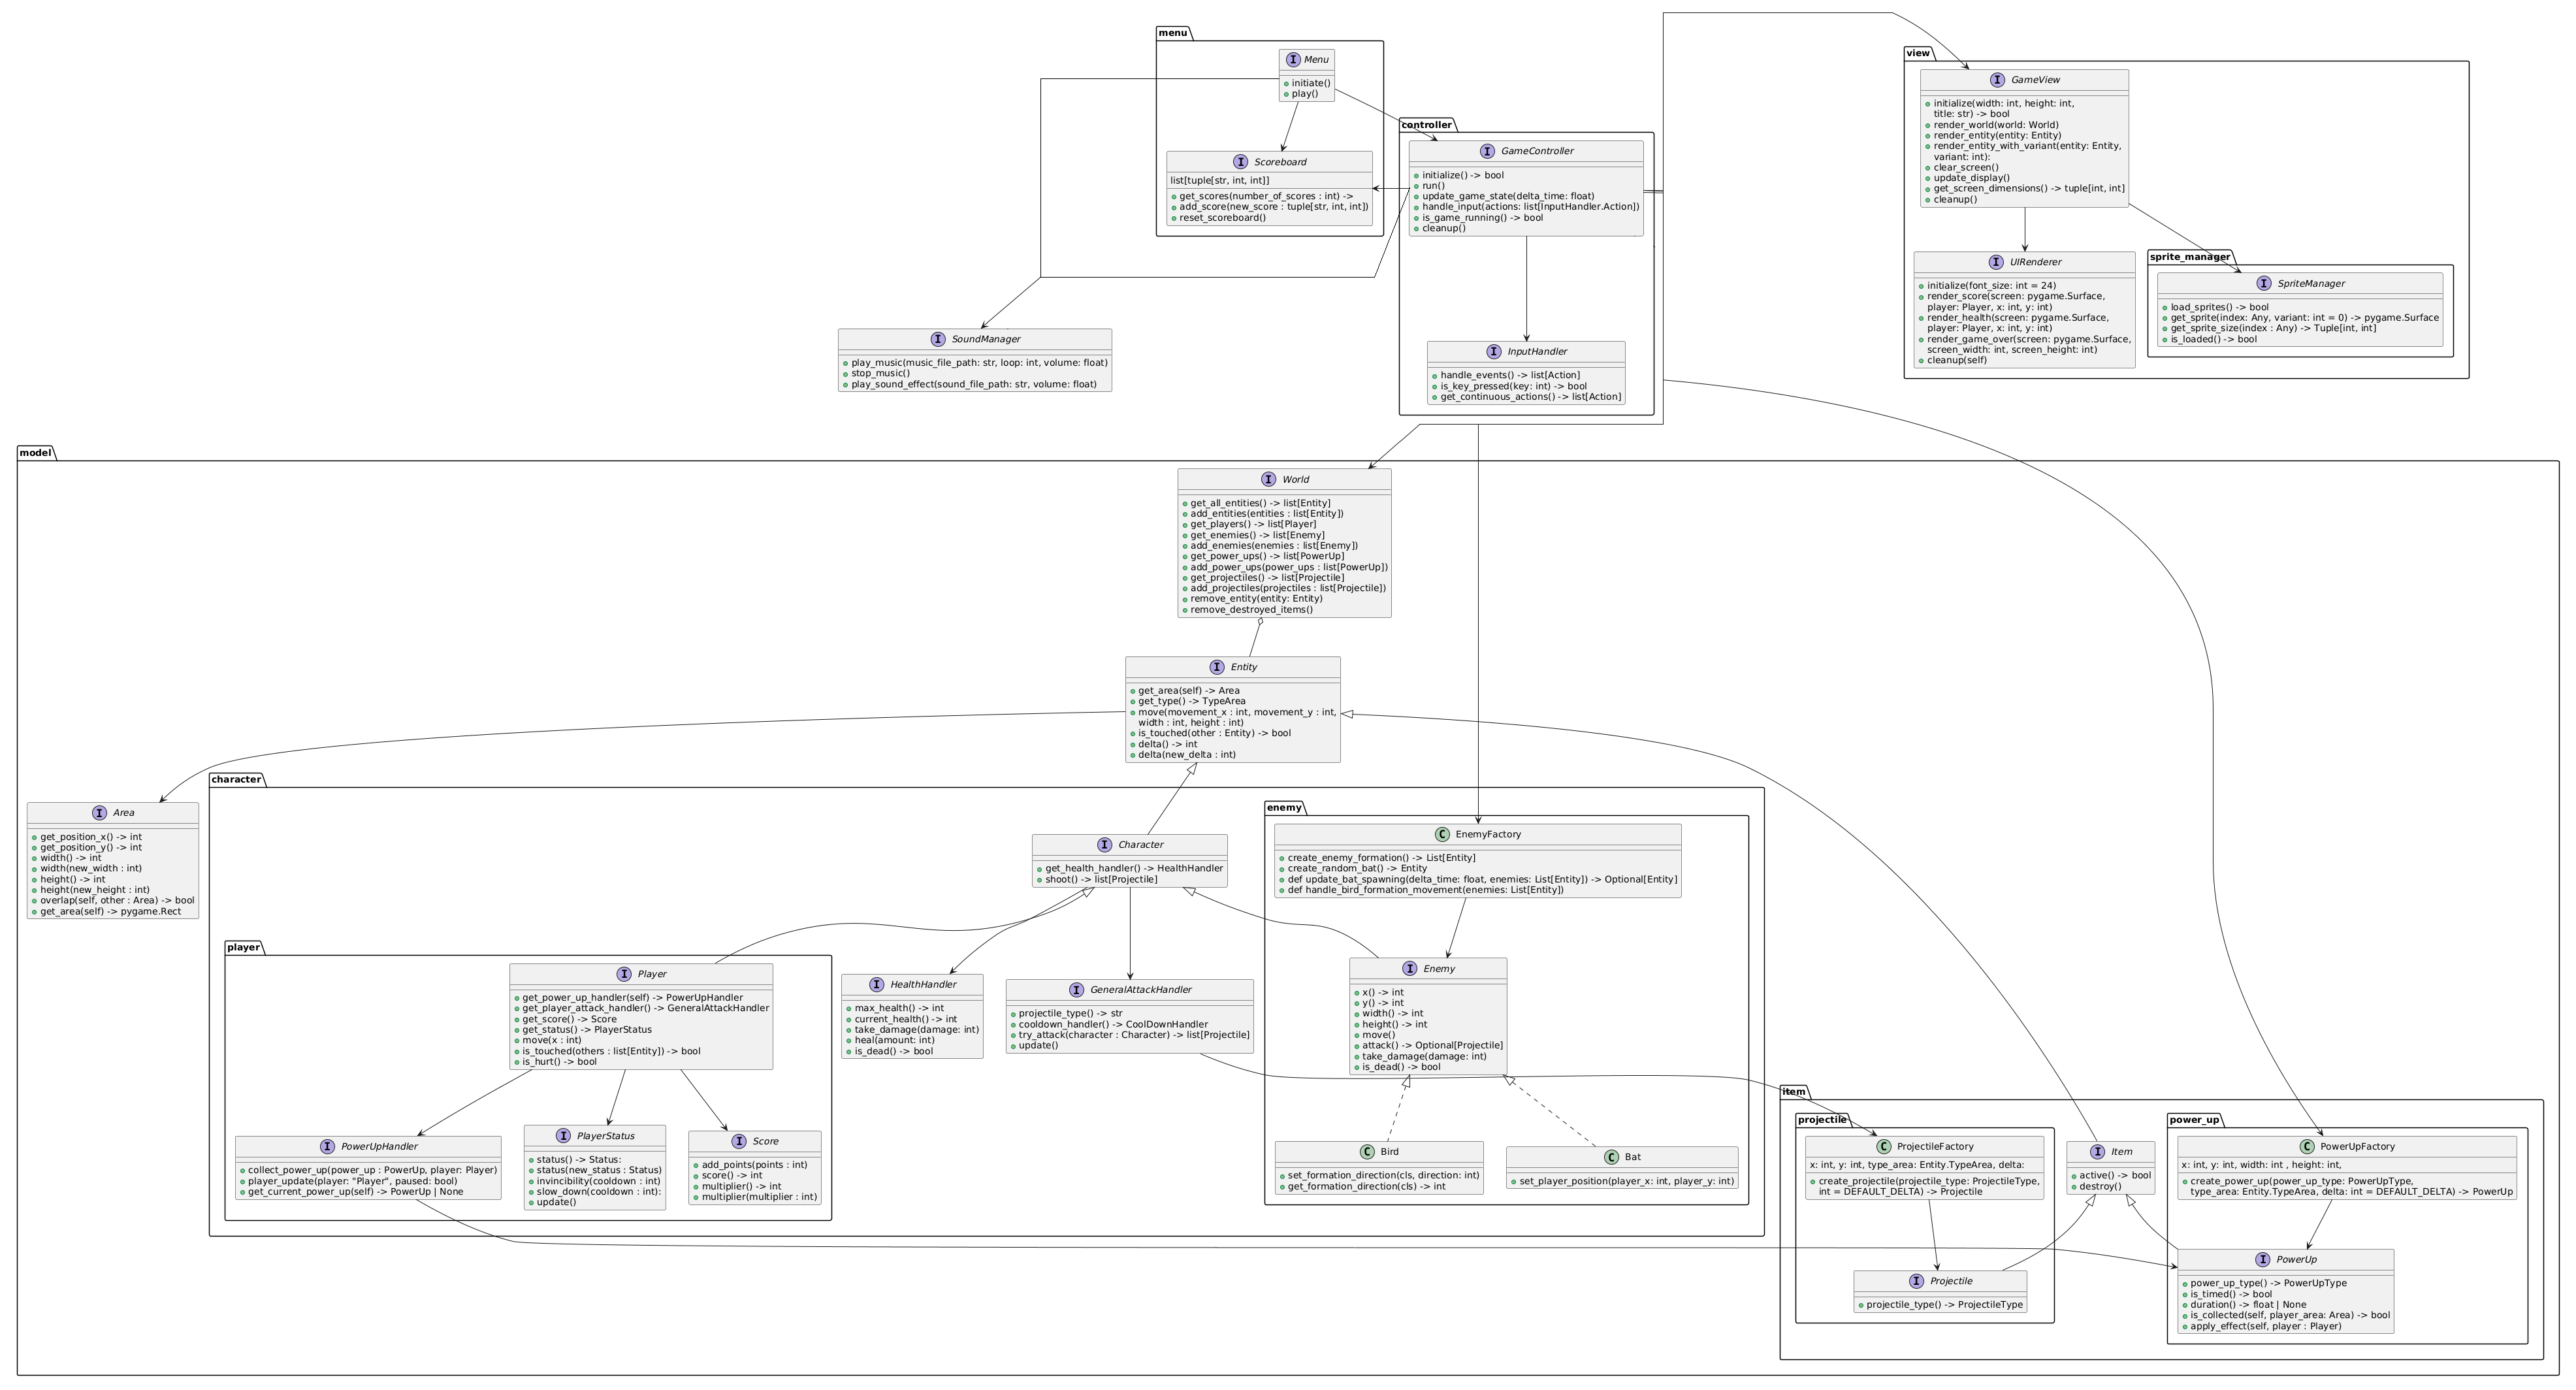 menu
I Menu
initiate()
play()
I Scoreboard
list[tuple[str, int, int]]
get_scores(number_of_scores : int) ->
add_score(new_score : tuple[str, int, int])
reset_scoreboard()
controller
I GameController
initialize() -> bool
run()
update_game_state(delta_time: float)
handle_input(actions: list[InputHandler.Action])
is_game_running() -> bool
cleanup()
I InputHandler
handle_events() -> list[Action]
is_key_pressed(key: int) -> bool
get_continuous_actions() -> list[Action]
view
I GameView
initialize(width: int, height: int,
title: str) -> bool
render_world(world: World)
render_entity(entity: Entity)
render_entity_with_variant(entity: Entity,
variant: int):
clear_screen()
update_display()
get_screen_dimensions() -> tuple[int, int]
cleanup()
I UIRenderer
initialize(font_size: int = 24)
render_score(screen: pygame.Surface,
player: Player, x: int, y: int)
render_health(screen: pygame.Surface,
player: Player, x: int, y: int)
render_game_over(screen: pygame.Surface,
screen_width: int, screen_height: int)
cleanup(self)
sprite_manager
I SpriteManager
load_sprites() -> bool
get_sprite(index: Any, variant: int = 0) -> pygame.Surface
get_sprite_size(index : Any) -> Tuple[int, int]
is_loaded() -> bool
I SoundManager
play_music(music_file_path: str, loop: int, volume: float)
stop_music()
play_sound_effect(sound_file_path: str, volume: float)
model
I World
get_all_entities() -> list[Entity]
add_entities(entities : list[Entity])
get_players() -> list[Player]
get_enemies() -> list[Enemy]
add_enemies(enemies : list[Enemy])
get_power_ups() -> list[PowerUp]
add_power_ups(power_ups : list[PowerUp])
get_projectiles() -> list[Projectile]
add_projectiles(projectiles : list[Projectile])
remove_entity(entity: Entity)
remove_destroyed_items()
I Entity
get_area(self) -> Area
get_type() -> TypeArea
move(movement_x : int, movement_y : int,
width : int, height : int)
is_touched(other : Entity) -> bool
delta() -> int
delta(new_delta : int)
I Area
get_position_x() -> int
get_position_y() -> int
width() -> int
width(new_width : int)
height() -> int
height(new_height : int)
overlap(self, other : Area) -> bool
get_area(self) -> pygame.Rect
character
I Character
get_health_handler() -> HealthHandler
shoot() -> list[Projectile]
player
I Player
get_power_up_handler(self) -> PowerUpHandler
get_player_attack_handler() -> GeneralAttackHandler
get_score() -> Score
get_status() -> PlayerStatus
move(x : int)
is_touched(others : list[Entity]) -> bool
is_hurt() -> bool
I PowerUpHandler
collect_power_up(power_up : PowerUp, player: Player)
player_update(player: "Player", paused: bool)
get_current_power_up(self) -> PowerUp | None
I PlayerStatus
status() -> Status:
status(new_status : Status)
invincibility(cooldown : int)
slow_down(cooldown : int):
update()
I Score
add_points(points : int)
score() -> int
multiplier() -> int
multiplier(multiplier : int)
I HealthHandler
max_health() -> int
current_health() -> int
take_damage(damage: int)
heal(amount: int)
is_dead() -> bool
I GeneralAttackHandler
projectile_type() -> str
cooldown_handler() -> CoolDownHandler
try_attack(character : Character) -> list[Projectile]
update()
enemy
C EnemyFactory
create_enemy_formation() -> List[Entity]
create_random_bat() -> Entity
def update_bat_spawning(delta_time: float, enemies: List[Entity]) -> Optional[Entity]
def handle_bird_formation_movement(enemies: List[Entity])
I Enemy
x() -> int
y() -> int
width() -> int
height() -> int
move()
attack() -> Optional[Projectile]
take_damage(damage: int)
is_dead() -> bool
C Bird
set_formation_direction(cls, direction: int)
get_formation_direction(cls) -> int
C Bat
set_player_position(player_x: int, player_y: int)
item
projectile
C ProjectileFactory
x: int, y: int, type_area: Entity.TypeArea, delta:
create_projectile(projectile_type: ProjectileType,
int = DEFAULT_DELTA) -> Projectile
I Projectile
projectile_type() -> ProjectileType
I Item
active() -> bool
destroy()
power_up
C PowerUpFactory
x: int, y: int, width: int , height: int,
create_power_up(power_up_type: PowerUpType,
type_area: Entity.TypeArea, delta: int = DEFAULT_DELTA) -> PowerUp
I PowerUp
power_up_type() -> PowerUpType
is_timed() -> bool
duration() -> float | None
is_collected(self, player_area: Area) -> bool
apply_effect(self, player : Player)